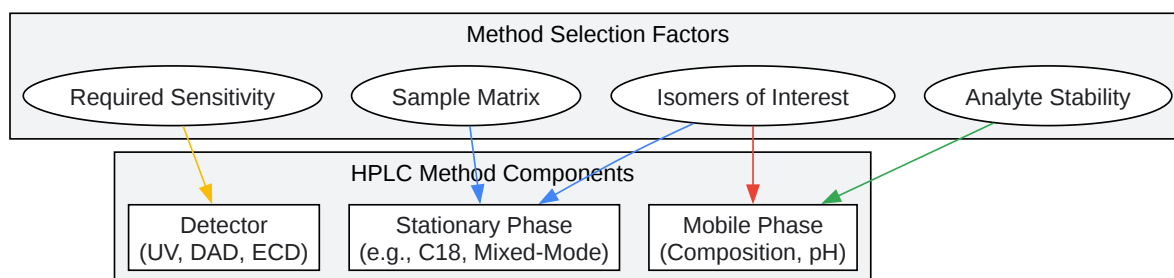 Method Selection Factors
Required Sensitivity
Sample Matrix
Isomers of Interest
Analyte Stability
HPLC Method Components
Detector
(UV, DAD, ECD)
Stationary Phase
(e.g., C18, Mixed-Mode)
Mobile Phase
(Composition, pH)